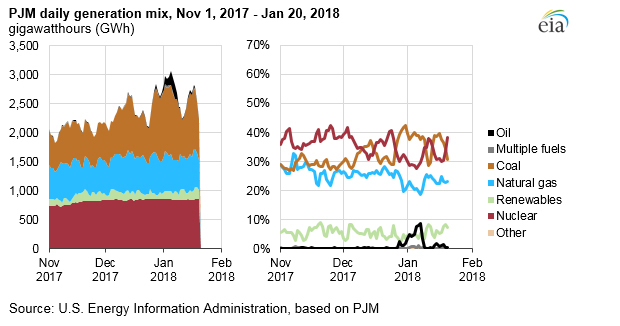 PJM daily generation mix, Nov 1, 2017 - Jan 20, 2018
gigawatthours (GWh)
eia
3,500
3,000
2,500
2,000
1,500
1,000
500
0
Nov 2017
Dec 2017
Jan 2018
Feb 2018
70%
60%
50%
40%
30%
20%
10%
0%
Nov 2017
Dec 2017
Jan 2018
Feb 2018
Oil
Multiple fuels
Coal
Natural gas
Renewables
Nuclear
Other
Source: U.S. Energy Information Administration, based on PJM